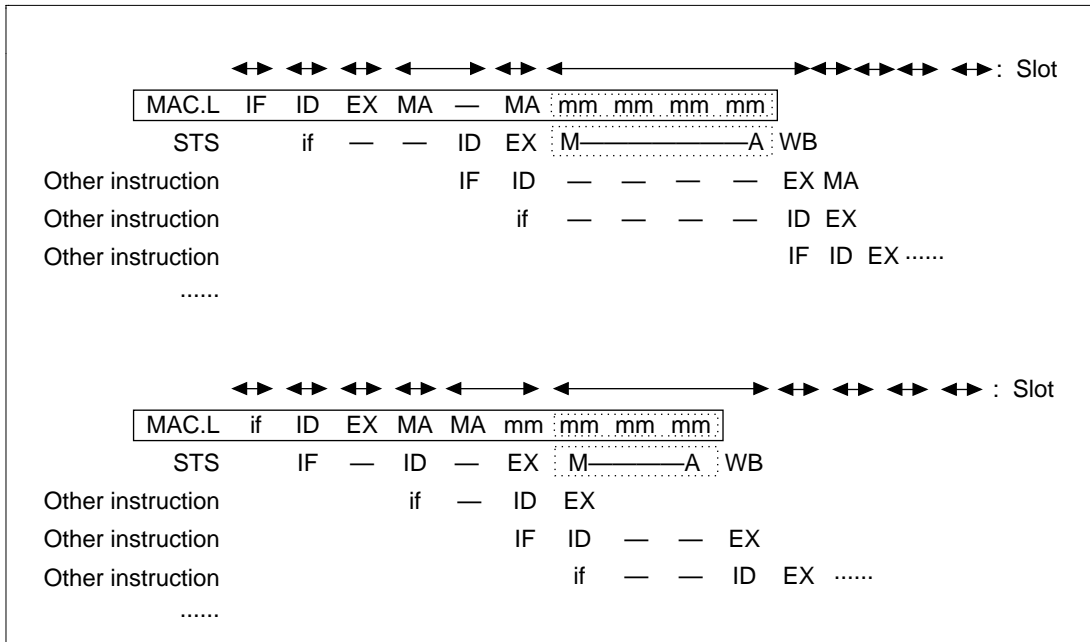 : Slot
MAC.L IF ID EX MA — MA mm mm mm mm
STS if — — ID EX M———————A WB
Other instruction IF ID — — — — EX MA
Other instruction if — — — — ID EX
Other instruction IF ID EX ······
······
: Slot
MAC.L if ID EX MA MA mm mm mm mm
STS IF — ID — EX M————A WB
Other instruction if — ID EX
Other instruction IF ID — — EX
Other instruction if — — ID EX ······
······